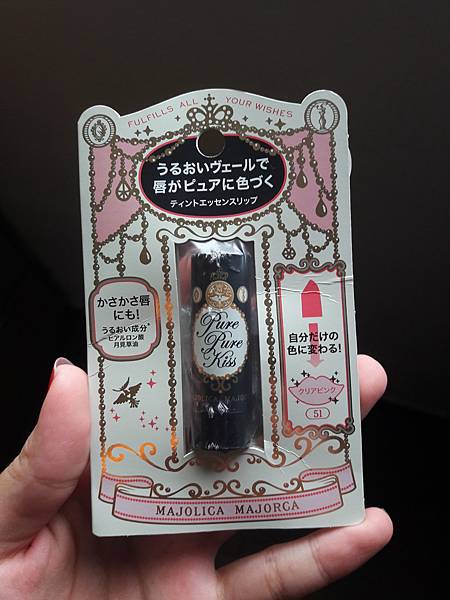 FULFILLS ALL YOUR WISHES
うるおいヴェールで
唇がピュアに色づく
ティントエッセンスリップ
かさかさ唇
にも!
うるおい成分*
ヒアルロン酸
月見草油
Pure
Pure
Kiss
MAJOLICA MAJOR
自分だけの
色に変わる!
クリアピンク
51
MAJOLICA MAJORCA